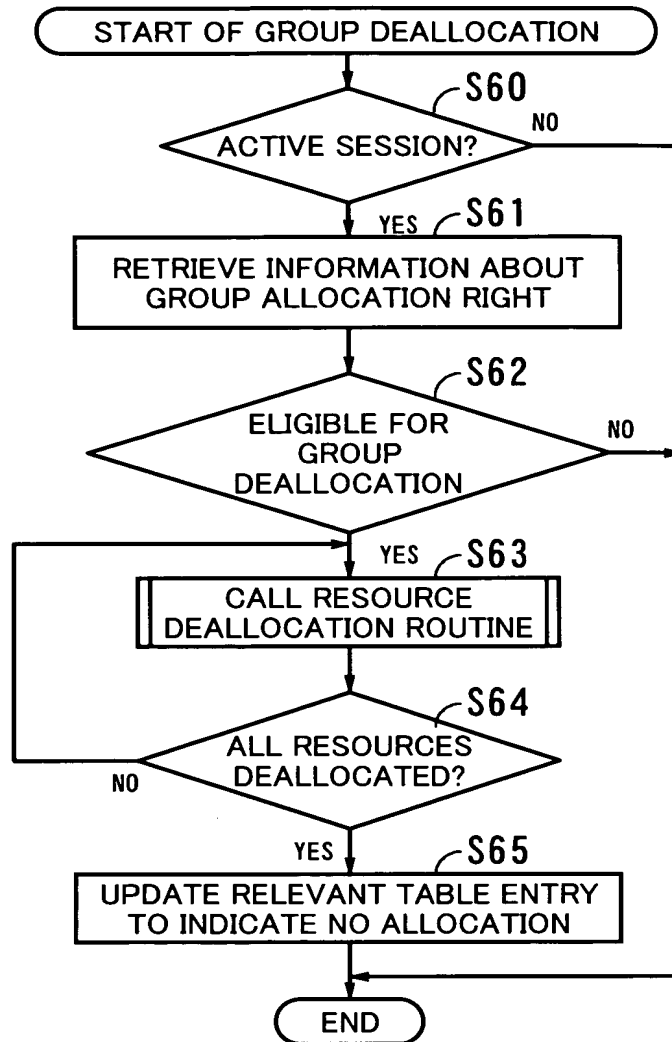 START OF GROUP DEALLOCATION
S60
NO
ACTIVE SESSION?
YES
S61
RETRIEVE INFORMATION ABOUT
GROUP ALLOCATION RIGHT
S62
ELIGIBLE FOR
GROUP
DEALLOCATION
NO
YES
S63
CALL RESOURCE
DEALLOCATION ROUTINE
S64
ALL RESOURCES
DEALLOCATED?
NO
YES
S65
UPDATE RELEVANT TABLE ENTRY
TO INDICATE NO ALLOCATION
END